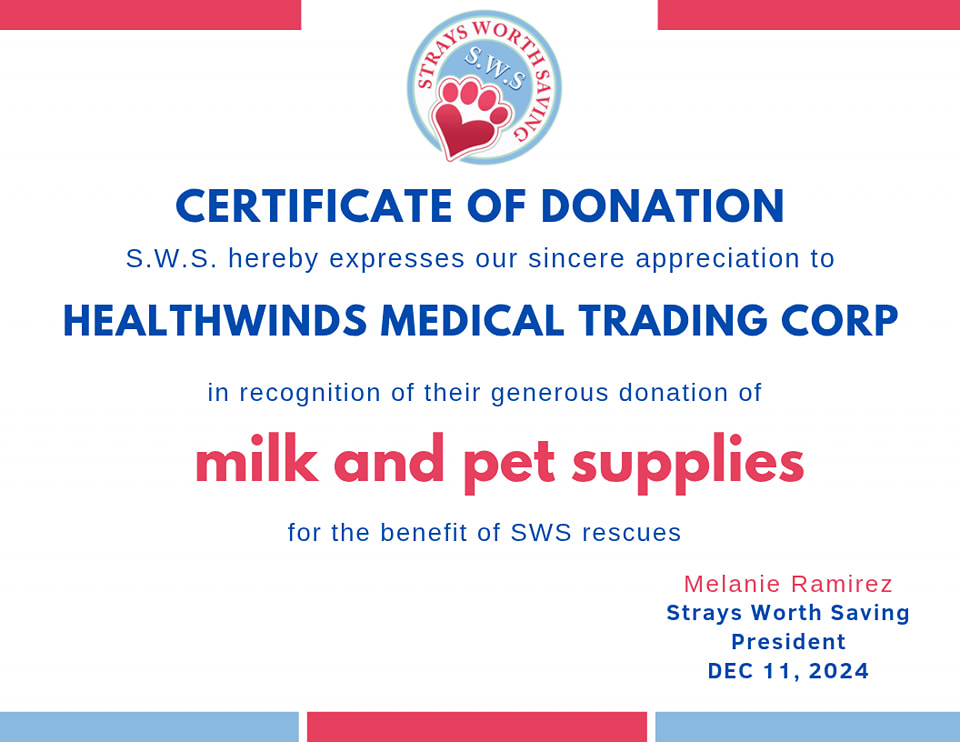 STRAYS WORTH SAVING
S.W.S
CERTIFICATE OF DONATION
S.W.S. hereby expresses our sincere appreciation to
HEALTHWINDS MEDICAL TRADING CORP
in recognition of their generous donation of
milk and pet supplies
for the benefit of SWS rescues
Melanie Ramirez
Strays Worth Saving
President
DEC 11, 2024